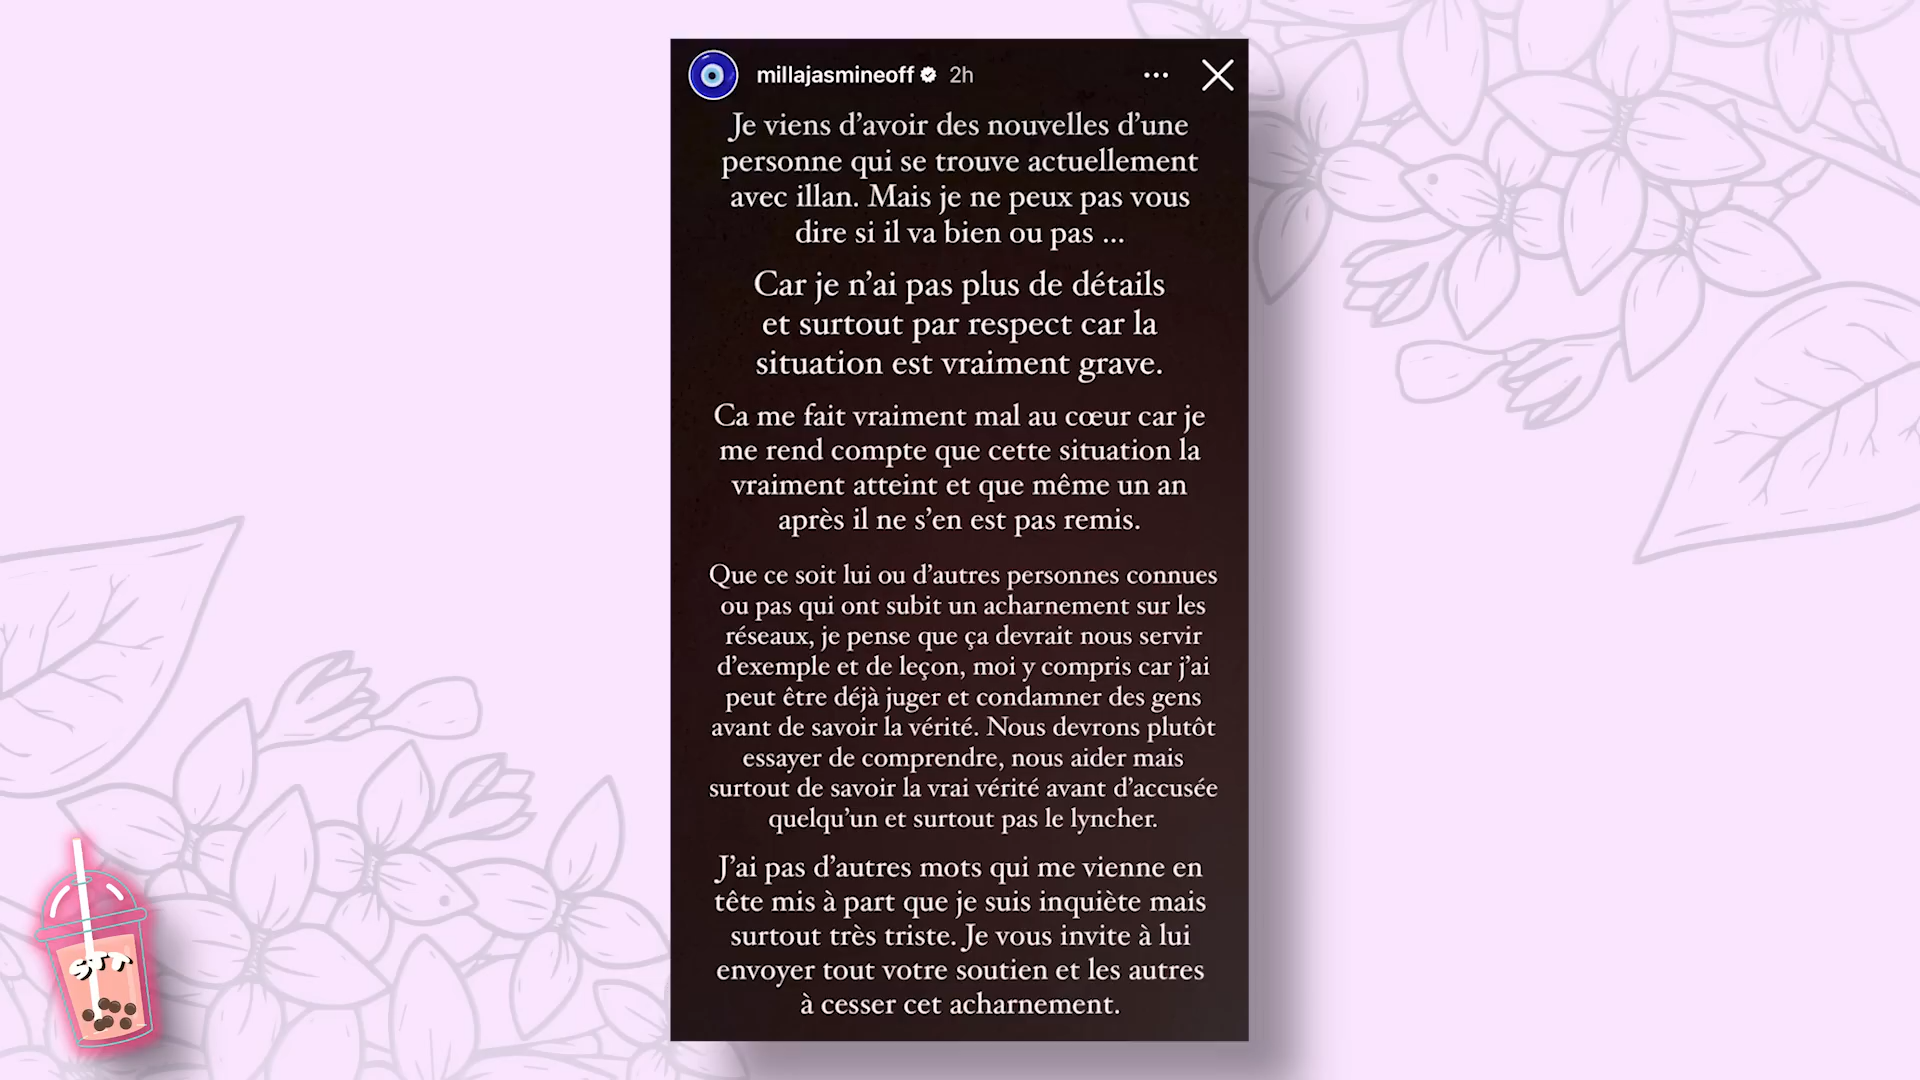 millajasmineoff 2h
Je viens d'avoir des nouvelles d'une
personne qui se trouve actuellement
avec illan. Mais je ne peux pas vous
dire si il va bien ou pas ...
Car je n'ai pas plus de détails
et surtout par respect car la
situation est vraiment grave.
Ca me fait vraiment mal au cœur car je
me rend compte que cette situation la
vraiment atteint et que même un an
après il ne s'en est pas remis.
Que ce soit lui ou d'autres personnes connues
ou pas qui ont subit un acharnement sur les
réseaux, je pense que ça devrait nous servir
d'exemple et de leçon, moi y compris car j'ai
peut être déjà juger et condamner des gens
avant de savoir la vérité. Nous devrons plutôt
essayer de comprendre, nous aider mais
surtout de savoir la vrai vérité avant d'accusée
quelqu'un et surtout pas le lyncher.
J'ai pas d'autres mots qui me vienne en
tête mis à part que je suis inquiète mais
surtout très triste. Je vous invite à lui
envoyer tout votre soutien et les autres
à cesser cet acharnement.
STT